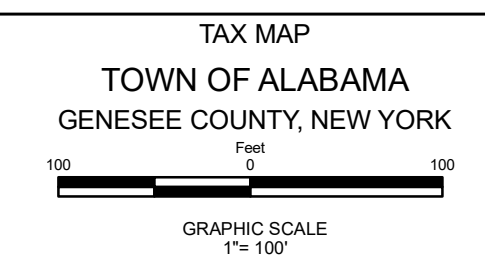 TAX MAP
TOWN OF ALABAMA
GENESEE COUNTY, NEW YORK
Feet
100 0 100
GRAPHIC SCALE
1"= 100'